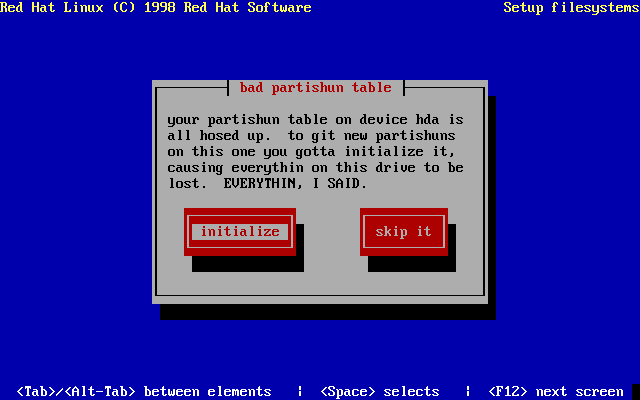 Red Hat Linux (C) 1998 Red Hat Software Setup filesystems
bad partishun table
your partishun table on device hda is
all hosed up.  to git new partishuns
on this one you gotta initialize it,
causing everythin on this drive to be
lost.  EVERYTHIN, I SAID.
initialize skip it
<Tab>/<Alt-Tab> between elements | <Space> selects | <F12> next screen